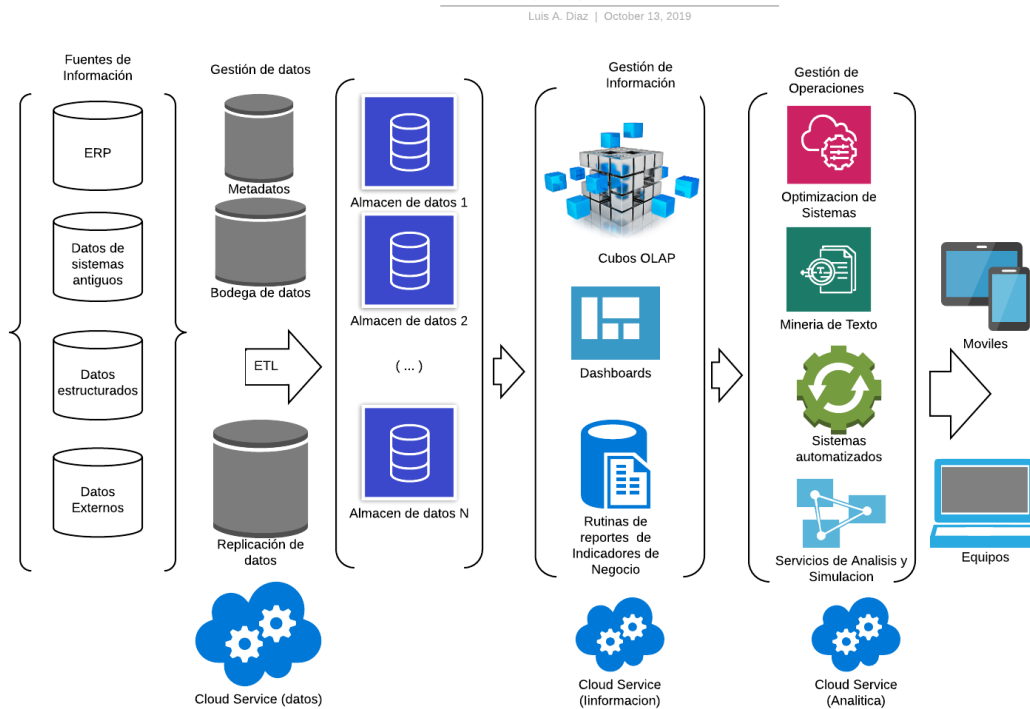 Luis A. Diaz | October 13, 2019
Fuentes de
Información
ERP
Datos de
sistemas
antiguos
Datos
estructurados
Datos
Externos
Gestión de datos
Metadatos
Bodega de datos
ETL
Replicación de
datos
Almacen de datos 1
Almacen de datos 2
( ... )
Almacen de datos N
Gestión de
Información
Cubos OLAP
Dashboards
Rutinas de
reportes de
Indicadores de
Negocio
Gestión de
Operaciones
Optimizacion de
Sistemas
Mineria de Texto
Sistemas
automatizados
Servicios de Analisis y
Simulacion
Moviles
Equipos
Cloud Service (datos)
Cloud Service
(Iinformacion)
Cloud Service
(Analitica)